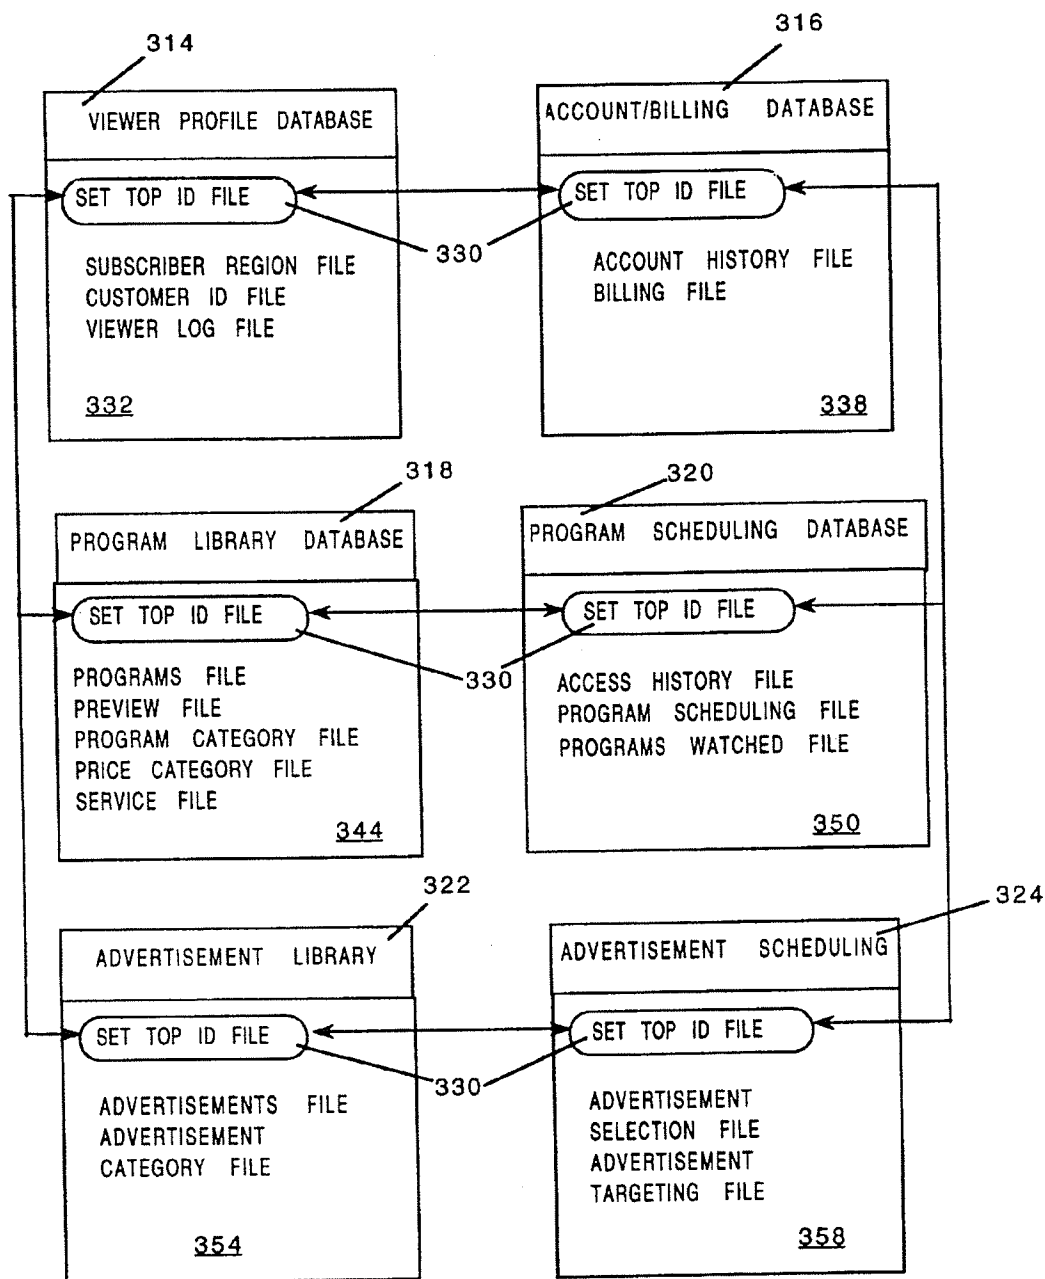 314
316
VIEWER PROFILE DATABASE
SET TOP ID FILE
SUBSCRIBER REGION FILE
CUSTOMER ID FILE
VIEWER LOG FILE
332
ACCOUNT/BILLING DATABASE
SET TOP ID FILE
330
ACCOUNT HISTORY FILE
BILLING FILE
338
318
320
PROGRAM LIBRARY DATABASE
SET TOP ID FILE
PROGRAMS FILE
PREVIEW FILE
PROGRAM CATEGORY FILE
PRICE CATEGORY FILE
SERVICE FILE
344
PROGRAM SCHEDULING DATABASE
SET TOP ID FILE
330
ACCESS HISTORY FILE
PROGRAM SCHEDULING FILE
PROGRAMS WATCHED FILE
350
322
324
ADVERTISEMENT LIBRARY
SET TOP ID FILE
ADVERTISEMENTS FILE
ADVERTISEMENT
CATEGORY FILE
354
ADVERTISEMENT SCHEDULING
SET TOP ID FILE
330
ADVERTISEMENT
SELECTION FILE
ADVERTISEMENT
TARGETING FILE
358